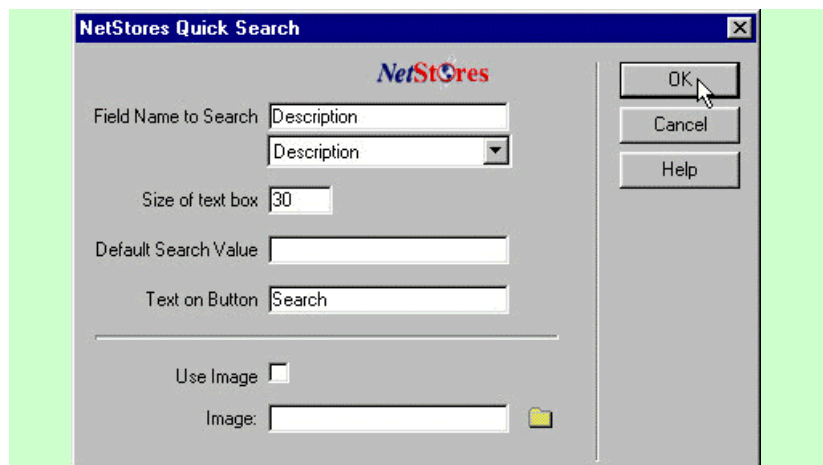 NetStores Quick Search
NetStores
OK
Field Name to Search Description
Cancel
Description
Help
Size of text box 30
Default Search Value
Text on Button Search
Use Image
Image: